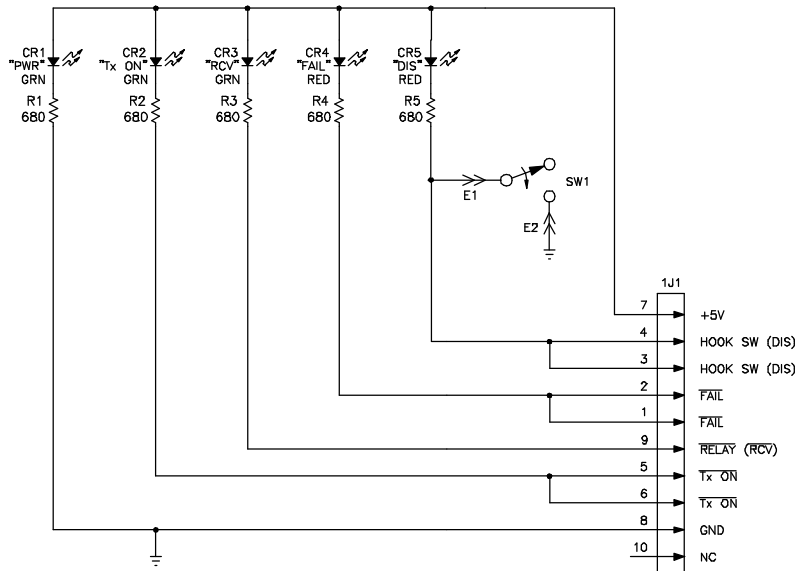 CR1
"PWR"
GRN
CR2
"Tx ON"
GRN
CR3
"RCV"
GRN
CR4
"FAIL"
RED
CR5
"DIS"
RED
R1
680
R2
680
R3
680
R4
680
R5
680
E1
SW1
E2
1J1
7 +5V
4 HOOK SW (DIS)
3 HOOK SW (DIS)
2 FAIL
1 FAIL
9 RELAY (RCV)
5 Tx ON
6 Tx ON
8 GND
10 NC